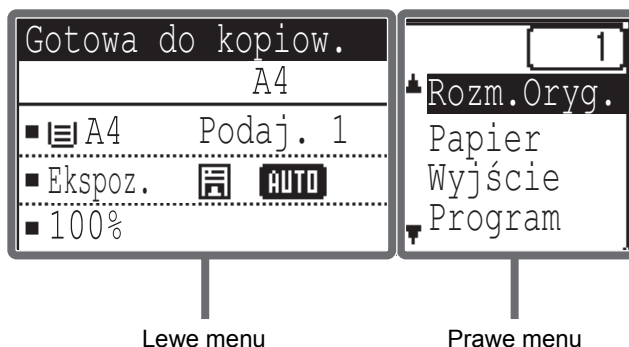 Gotowa do kopiow.
A4
A4 Podaj. 1
Ekspoz. AUTO
100%
1
Rozm.Oryg.
Papier
Wyjście
Program
Lewe menu
Prawe menu